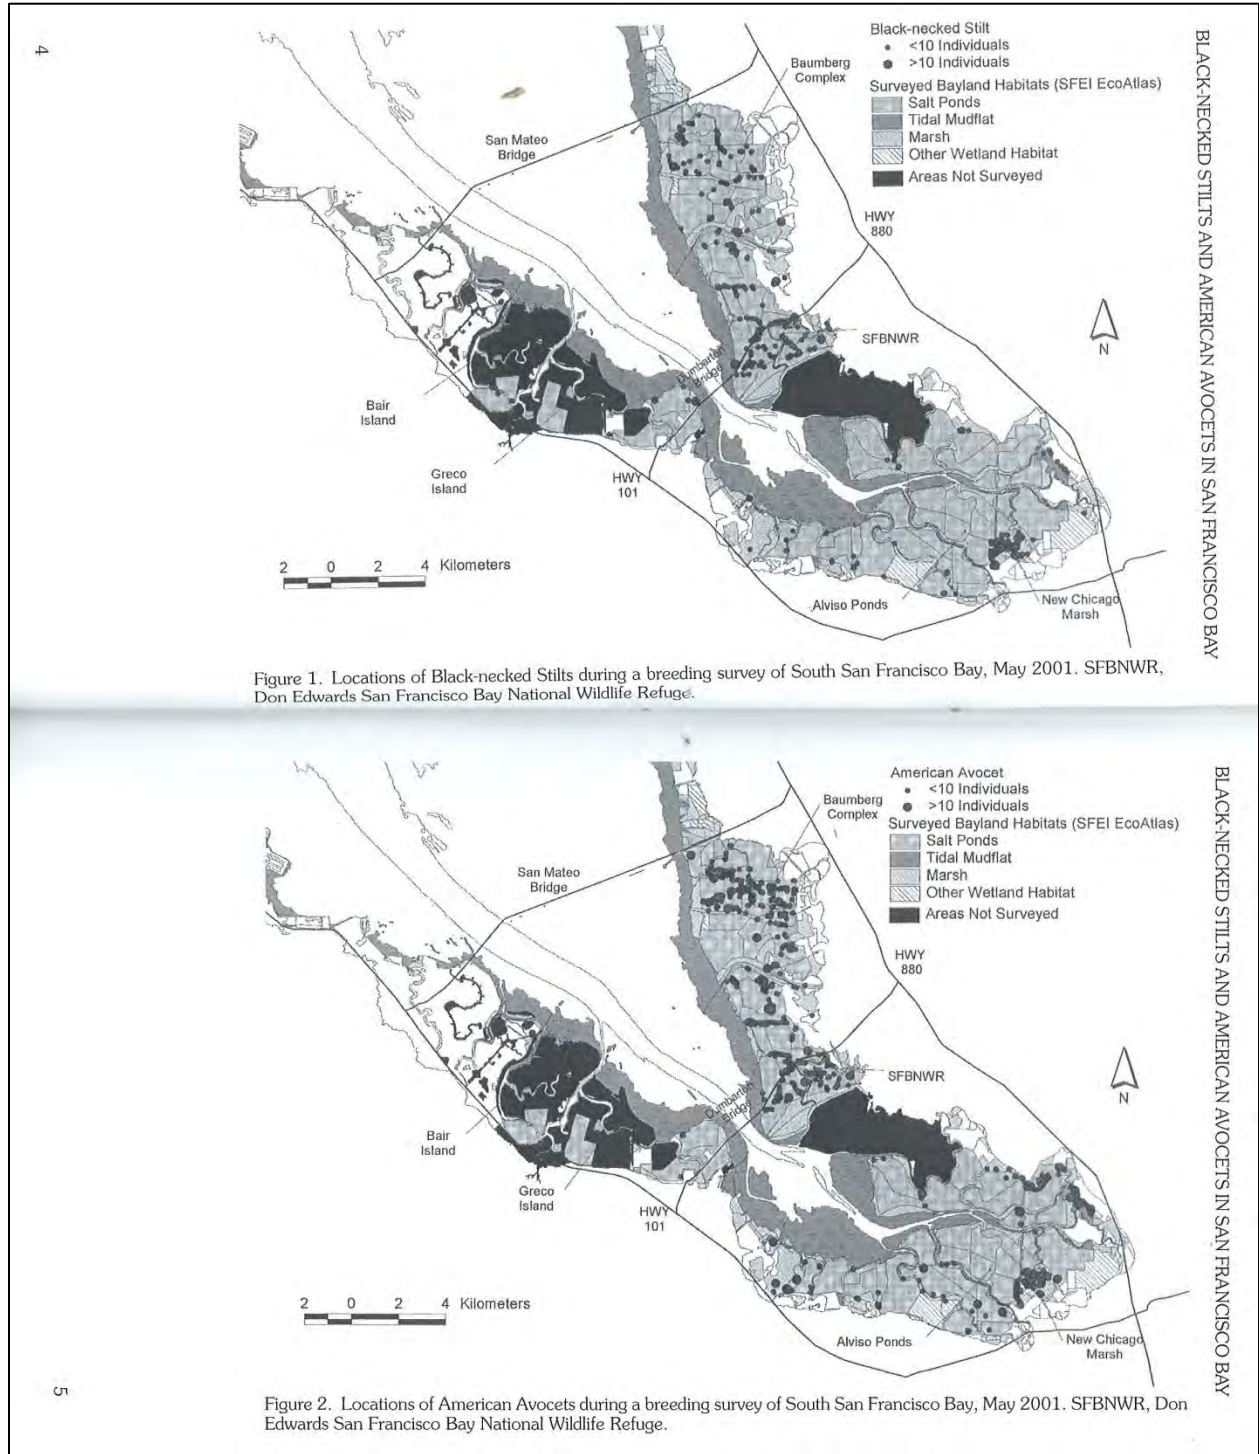 4
BLACK-NECKED STILTS AND AMERICAN AVOCETS IN SAN FRANCISCO BAY
Black-necked Stilt
<10 Individuals
>10 Individuals
Surveyed Bayland Habitats (SFEI EcoAtlas)
Salt Ponds
Tidal Mudflat
Marsh
Other Wetland Habitat
Areas Not Surveyed
Baumberg
Complex
San Mateo
Bridge
HWY
880
SFBNWR
N
Dumbarton
Bridge
Bair
Island
Greco
Island
HWY
101
2 0 2 4 Kilometers
Alviso Ponds
New Chicago
Marsh
Figure 1. Locations of Black-necked Stilts during a breeding survey of South San Francisco Bay, May 2001. SFBNWR,
Don Edwards San Francisco Bay National Wildlife Refuge.
BLACK-NECKED STILTS AND AMERICAN AVOCETS IN SAN FRANCISCO BAY
American Avocet
<10 Individuals
>10 Individuals
Surveyed Bayland Habitats (SFEI EcoAtlas)
Salt Ponds
Tidal Mudflat
Marsh
Other Wetland Habitat
Areas Not Surveyed
Baumberg
Complex
San Mateo
Bridge
HWY
880
SFBNWR
N
Dumbarton
Bridge
Bair
Island
Greco
Island
HWY
101
2 0 2 4 Kilometers
Alviso Ponds
New Chicago
Marsh
5
Figure 2. Locations of American Avocets during a breeding survey of South San Francisco Bay, May 2001. SFBNWR, Don
Edwards San Francisco Bay National Wildlife Refuge.